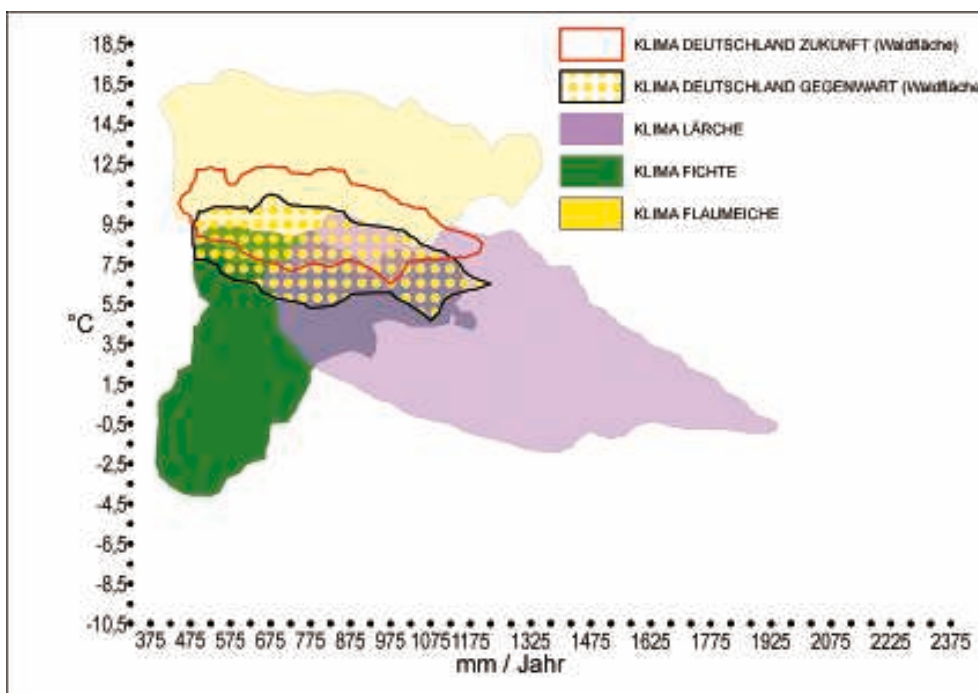 KLIMA DEUTSCHLAND ZUKUNFT (Waldfläche)
KLIMA DEUTSCHLAND GEGENWART (Waldfläche
KLIMA LÄRCHE
KLIMA FICHTE
KLIMA FLAUMEICHE
18,5
16,5
14,5
12,5
9,5
7,5
5,5
°C
3,5
1,5
-0,5
-2,5
-4,5
-6,5
-8,5
-10,5
375 475 575 675 775 875 975 1075 1175 1325 1475 1625 1775 1925 2075 2225 2375
mm / Jahr